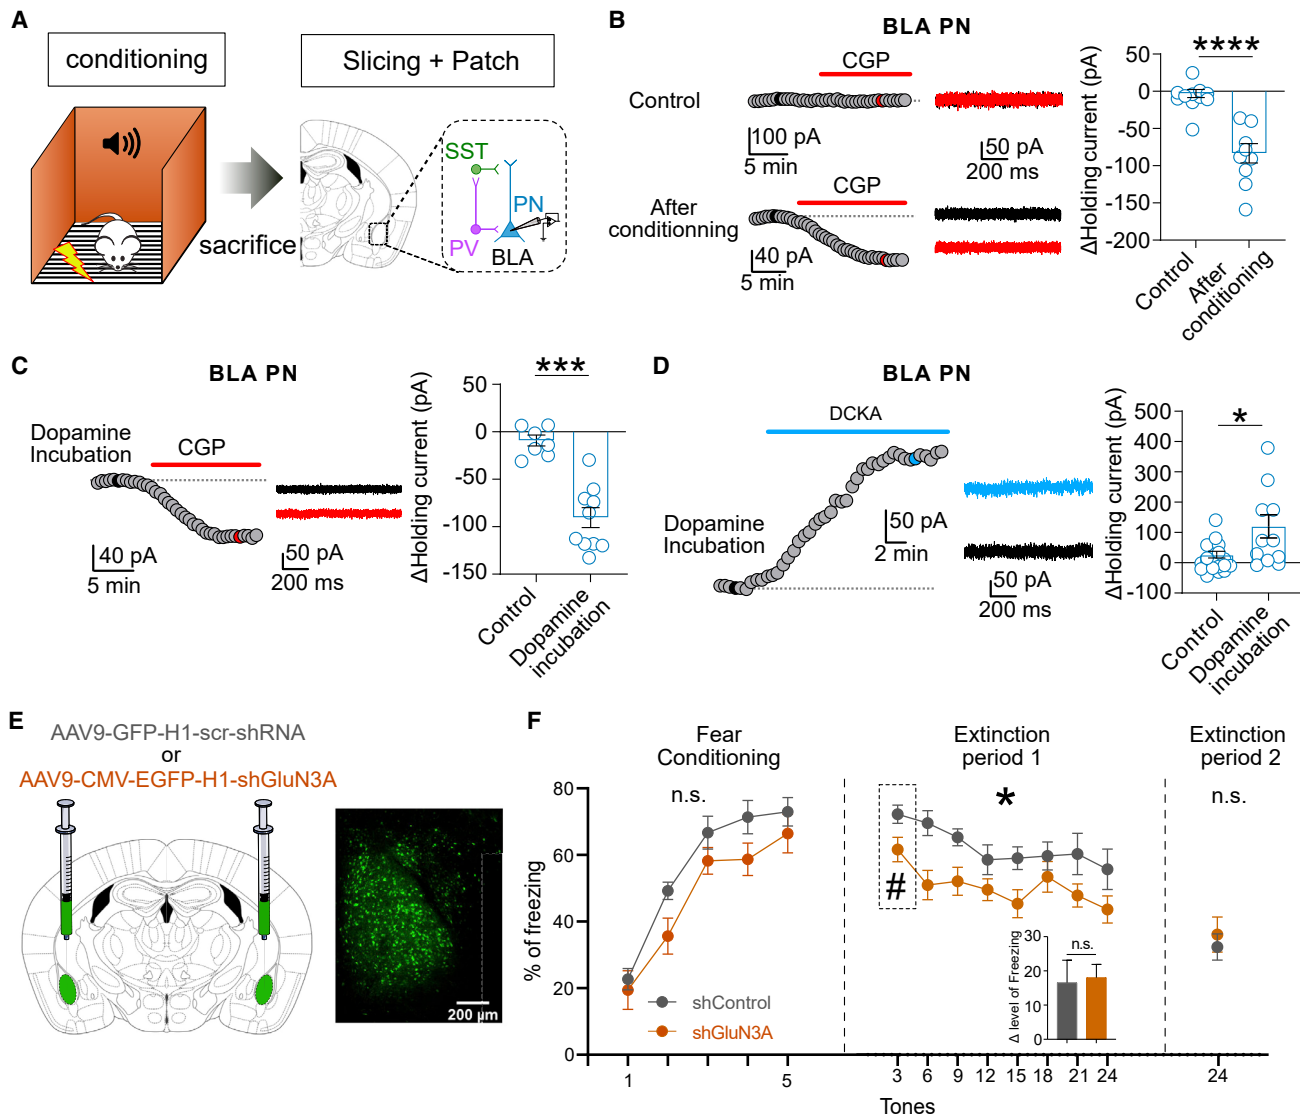 A
conditioning
Slicing + Patch
sacrifice
SST
PN
PV
BLA
B
BLA PN
Control
CGP
100 pA
5 min
50 pA
200 ms
After
conditionning
CGP
40 pA
5 min
ΔHolding current (pA)
****
50
0
-50
-100
-150
-200
Control
After
conditioning
C
BLA PN
Dopamine
Incubation
CGP
40 pA
5 min
50 pA
200 ms
ΔHolding current (pA)
***
50
0
-50
-100
-150
Control
Dopamine
incubation
D
BLA PN
DCKA
Dopamine
Incubation
50 pA
2 min
50 pA
200 ms
ΔHolding current (pA)
*
500
400
300
200
100
0
-100
Control
Dopamine
incubation
E
AAV9-GFP-H1-scr-shRNA
or
AAV9-CMV-EGFP-H1-shGluN3A
200 µm
F
Fear
Conditioning
Extinction
period 1
Extinction
period 2
n.s.
*
n.s.
#
% of freezing
80
60
40
20
0
shControl
shGluN3A
Δ level of Freezing
n.s.
30
20
10
0
1
5
3
6
9
12
15
18
21
24
24
Tones